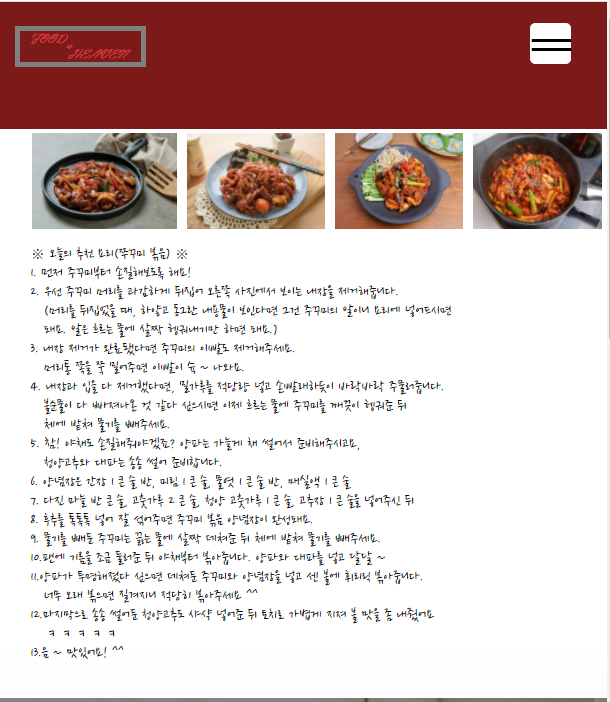 FOOD
HEAVEN
※ 오늘의 추천 요리(쭈꾸미 볶음) ※
1. 먼저 주꾸미부터 손질해보도록 해요!
2. 우선 주꾸미 머리를 과감하게 뒤집어 오른쪽 사진에서 보이는 내장을 제거해줍니다.
(머리를 뒤집었을 때, 하얗고 동그란 내용물이 보인다면 그건 주꾸미의 알이니 요리에 넣어드시면
돼요. 알은 흐르는 물에 살짝 헹궈내기만 하면 돼요.)
3. 내장 제거가 완료됐다면 주꾸미의 이빨도 제거해주세요.
머리통 쪽을 쭉 밀어주면 이빨이 슉 ~ 나와요.
4. 내장과 입을 다 제거했다면, 밀가루를 적당량 넣고 손빨래하듯이 바락바락 주물러줍니다.
불순물이 다 빠져나온 것 같다 싶으시면 이제 흐르는 물에 주꾸미를 깨끗이 헹궈준 뒤
체에 받쳐 물기를 빼주세요.
5. 참! 야채도 손질해줘야겠죠? 양파는 가늘게 채 썰어서 준비해주시고요,
청양고추와 대파는 송송 썰어 준비합니다.
6. 양념장은 간장 1 큰 술 반, 미림 1 큰 술, 물엿 1 큰 술 반, 매실액 1 큰 술
7. 다진 마늘 반 큰 술, 고춧가루 2 큰 술, 청양 고춧가루 1 큰 술, 고추장 1 큰 술을 넣어주신 뒤
8. 후추를 톡톡톡 넣어 잘 섞어주면 주꾸미 볶음 양념장이 완성돼요.
9. 물기를 빼둔 주꾸미는 끓는 물에 살짝 데쳐준 뒤 체에 받쳐 물기를 빼주세요.
10.팬에 기름을 조금 둘러준 뒤 야채부터 볶아줍니다. 양파와 대파를 넣고 달달 ~
11.양파가 투명해졌다 싶으면 데쳐둔 주꾸미와 양념장을 넣고 센! 불에 휘리릭 볶아줍니다.
너무 오래 볶으면 질겨지니 적당히 볶아주세요 ^^
12.마지막으로 송송 썰어둔 청양고추도 샤샥 넣어준 뒤 토치로 가볍게 지져 불 맛을 좀 내줬어요
ㅋ ㅋ ㅋ ㅋ ㅋ
13.음 ~ 맛있어요! ^^